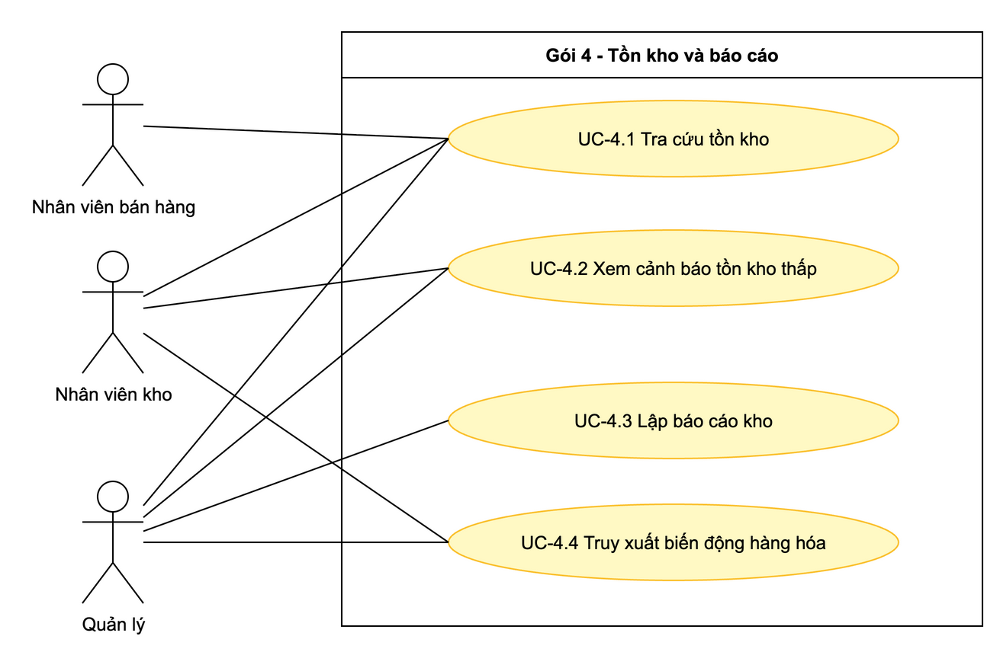 Gói 4 - Tồn kho và báo cáo
UC-4.1 Tra cứu tồn kho
Nhân viên bán hàng
UC-4.2 Xem cảnh báo tồn kho thấp
Nhân viên kho
UC-4.3 Lập báo cáo kho
UC-4.4 Truy xuất biến động hàng hóa
Quản lý